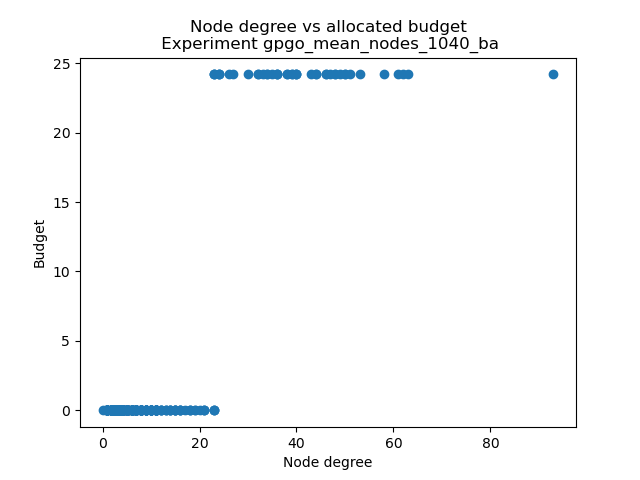 Node degree vs allocated budget
Experiment gpgo_mean_nodes_1040_ba
25
20
15
10
5
0
Budget
0 20 40 60 80
Node degree